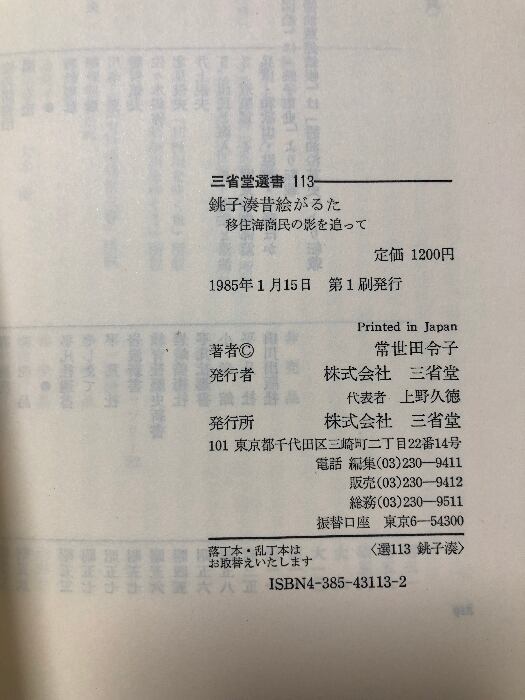 三省堂選書 113
銚子湊昔絵がるた
移住海商民の影を追って
定価 1200円
1985年1月15日 第1刷発行
Printed in Japan
著者© 常世田令子
発行者 株式会社 三省堂
代表者 上野久徳
発行所 株式会社 三省堂
101 東京都千代田区三崎町二丁目22番14号
電話 編集(03)230―9411
販売(03)230―9412
総務(03)230―9511
振替口座 東京6―54300
落丁本・乱丁本は
お取替えいたします
〈選113 銚子湊〉
ISBN4-385-43113-2